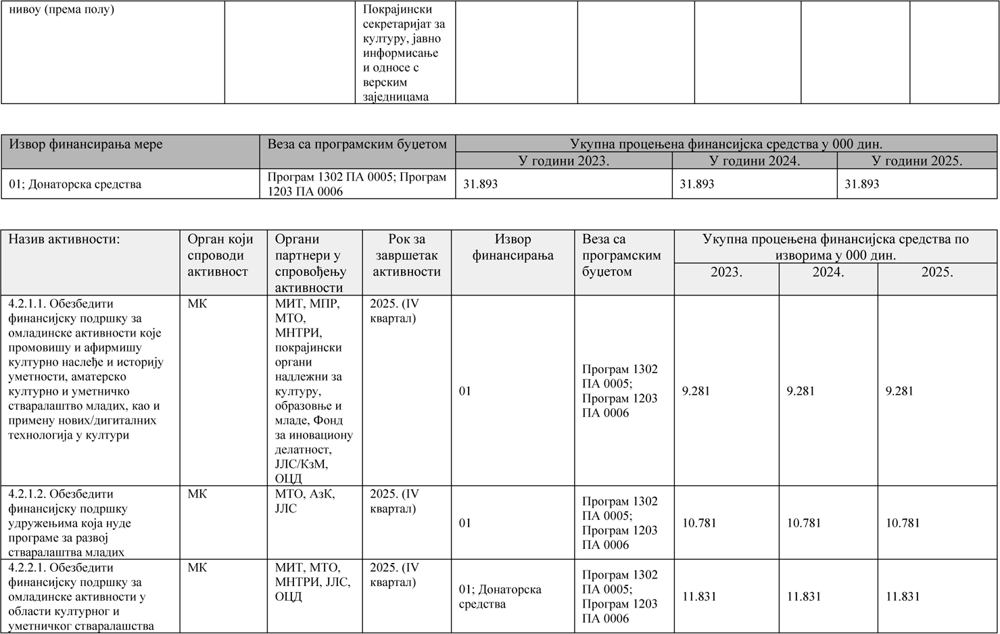 нивоу (према полу)
Покрајински
секретаријат за
културу, јавно
информисање
и односе с
верским
заједницама
Извор финансирања мере
Веза са програмским буџетом
Укупна процењена финансијска средства у 000 дин.
У години 2023.
У години 2024.
У години 2025.
01; Донаторска средства
Програм 1302 ПА 0005; Програм
1203 ПА 0006
31.893
31.893
31.893
Назив активности:
Орган који
спроводи
активност
Органи
партнери у
спровођењу
активности
Рок за
завршетак
активности
Извор
финансирања
Веза са
програмским
буџетом
Укупна процењена финансијска средства по
изворима у 000 дин.
2023.
2024.
2025.
4.2.1.1. Обезбедити
финансијску подршку за
омладинске активности које
промовишу и афирмишу
културно наслеђе и историју
уметности, аматерско
културно и уметничко
стваралаштво младих, као и
примену нових/дигиталних
технологија у култури
МК
МИТ, МПР,
МТО,
МНТРИ,
покрајински
органи
надлежни за
културу,
образовње и
младе, Фонд
за иновациону
делатност,
ЈЛС/КзМ,
ОЦД
2025. (IV
квартал)
01
Програм 1302
ПА 0005;
Програм 1203
ПА 0006
9.281
9.281
9.281
4.2.1.2. Обезбедити
финансијску подршку
удружењима која нуде
програме за развој
стваралаштва младих
МК
МТО, АзК,
ЈЛС
2025. (IV
квартал)
01
Програм 1302
ПА 0005;
Програм 1203
ПА 0006
10.781
10.781
10.781
4.2.2.1. Обезбедити
финансијску подршку за
омладинске активности у
области културног и
уметничког стваралашства
МК
МИТ, МТО,
МНТРИ, ЈЛС,
ОЦД
2025. (IV
квартал)
01; Донаторска
средства
Програм 1302
ПА 0005;
Програм 1203
ПА 0006
11.831
11.831
11.831